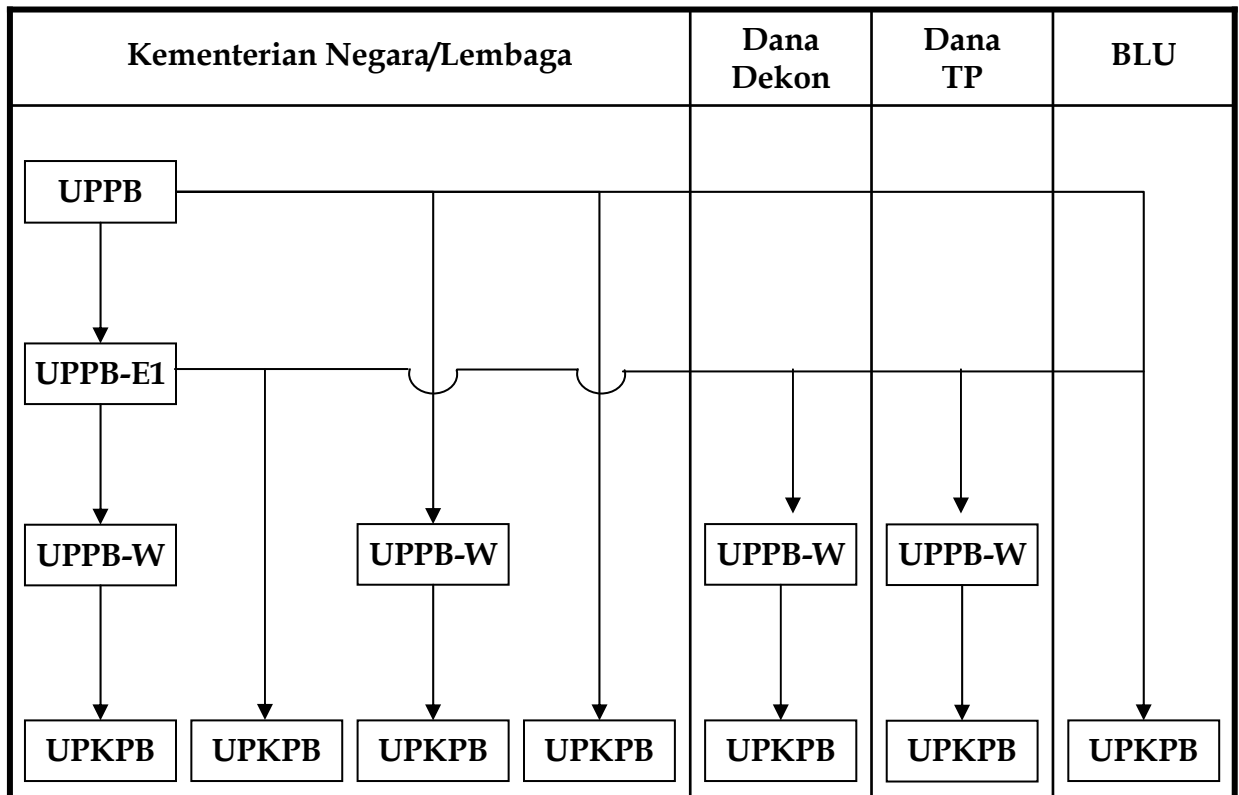 Kementerian Negara/Lembaga
Dana
Dekon
Dana
TP
BLU
UPPB
UPPB-E1
UPPB-W
UPPB-W
UPPB-W
UPPB-W
UPKPB
UPKPB
UPKPB
UPKPB
UPKPB
UPKPB
UPKPB